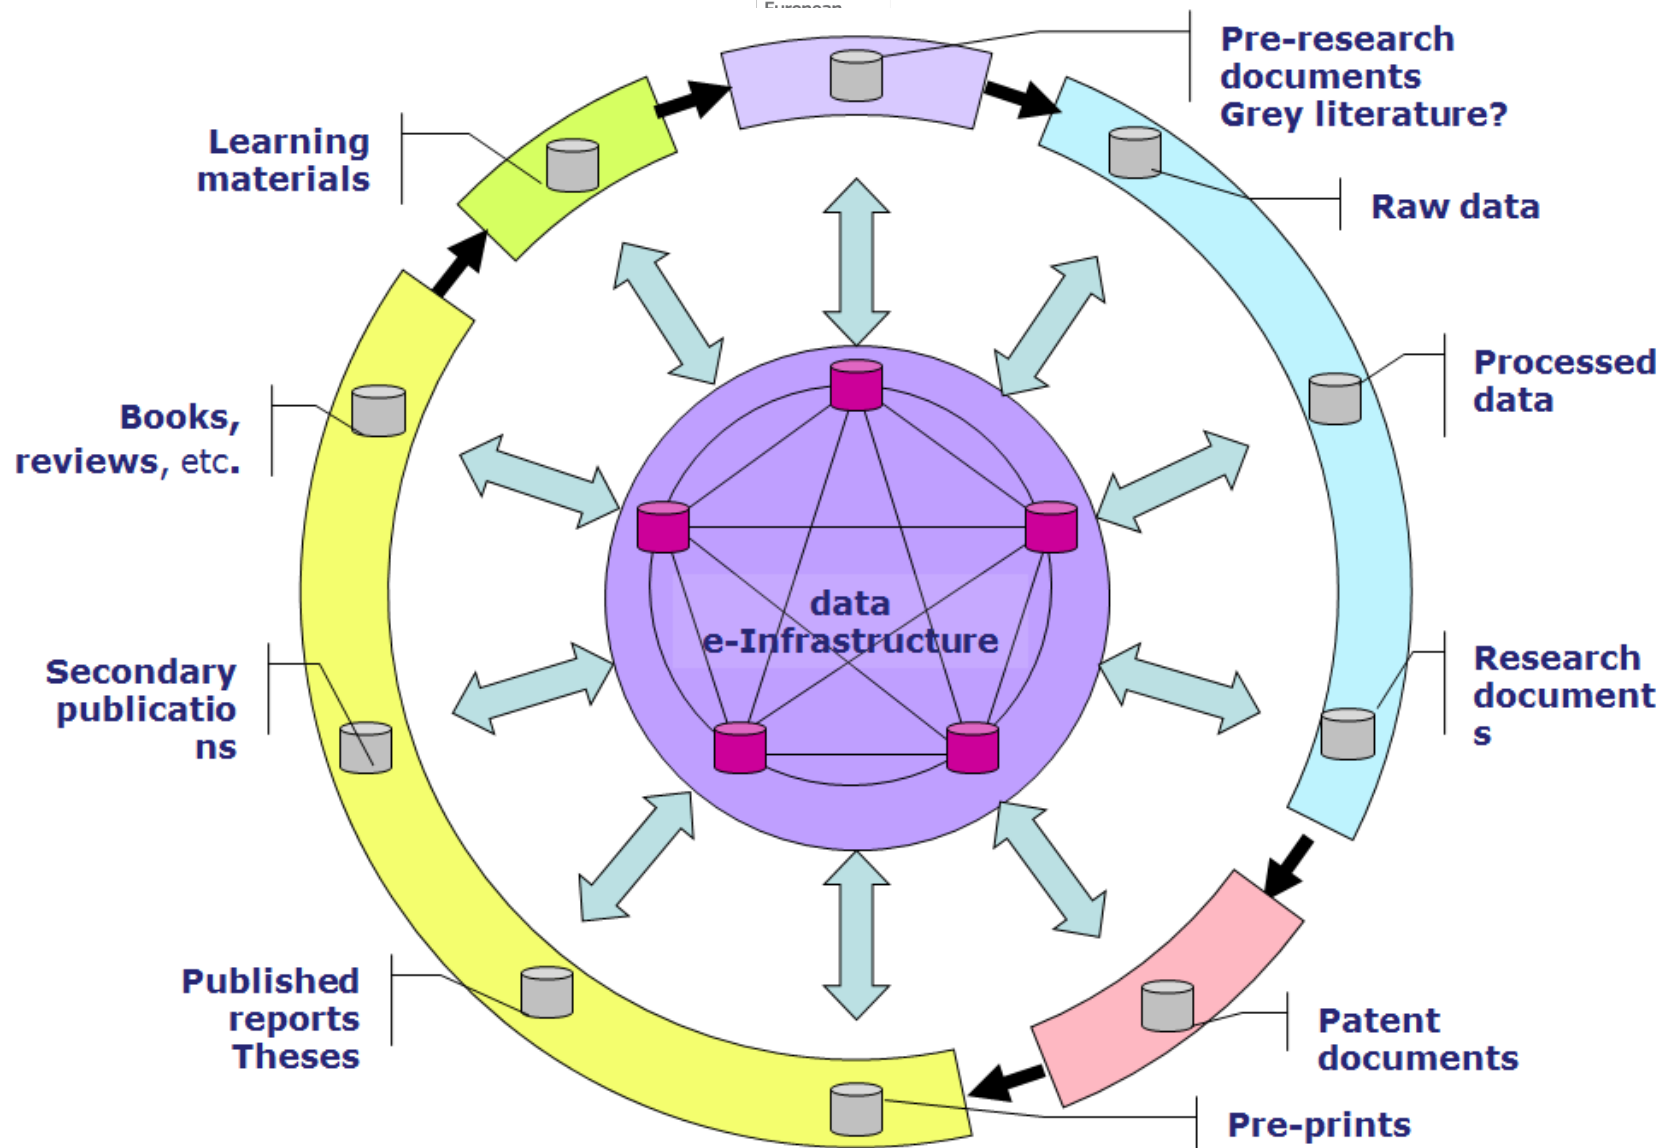 European
Pre-research
documents
Grey literature?
Learning
materials
Raw data
Processed
data
Books,
reviews, etc.
data
e-Infrastructure
Secondary
publicatio
ns
Research
document
s
Published
reports
Theses
Patent
documents
Pre-prints